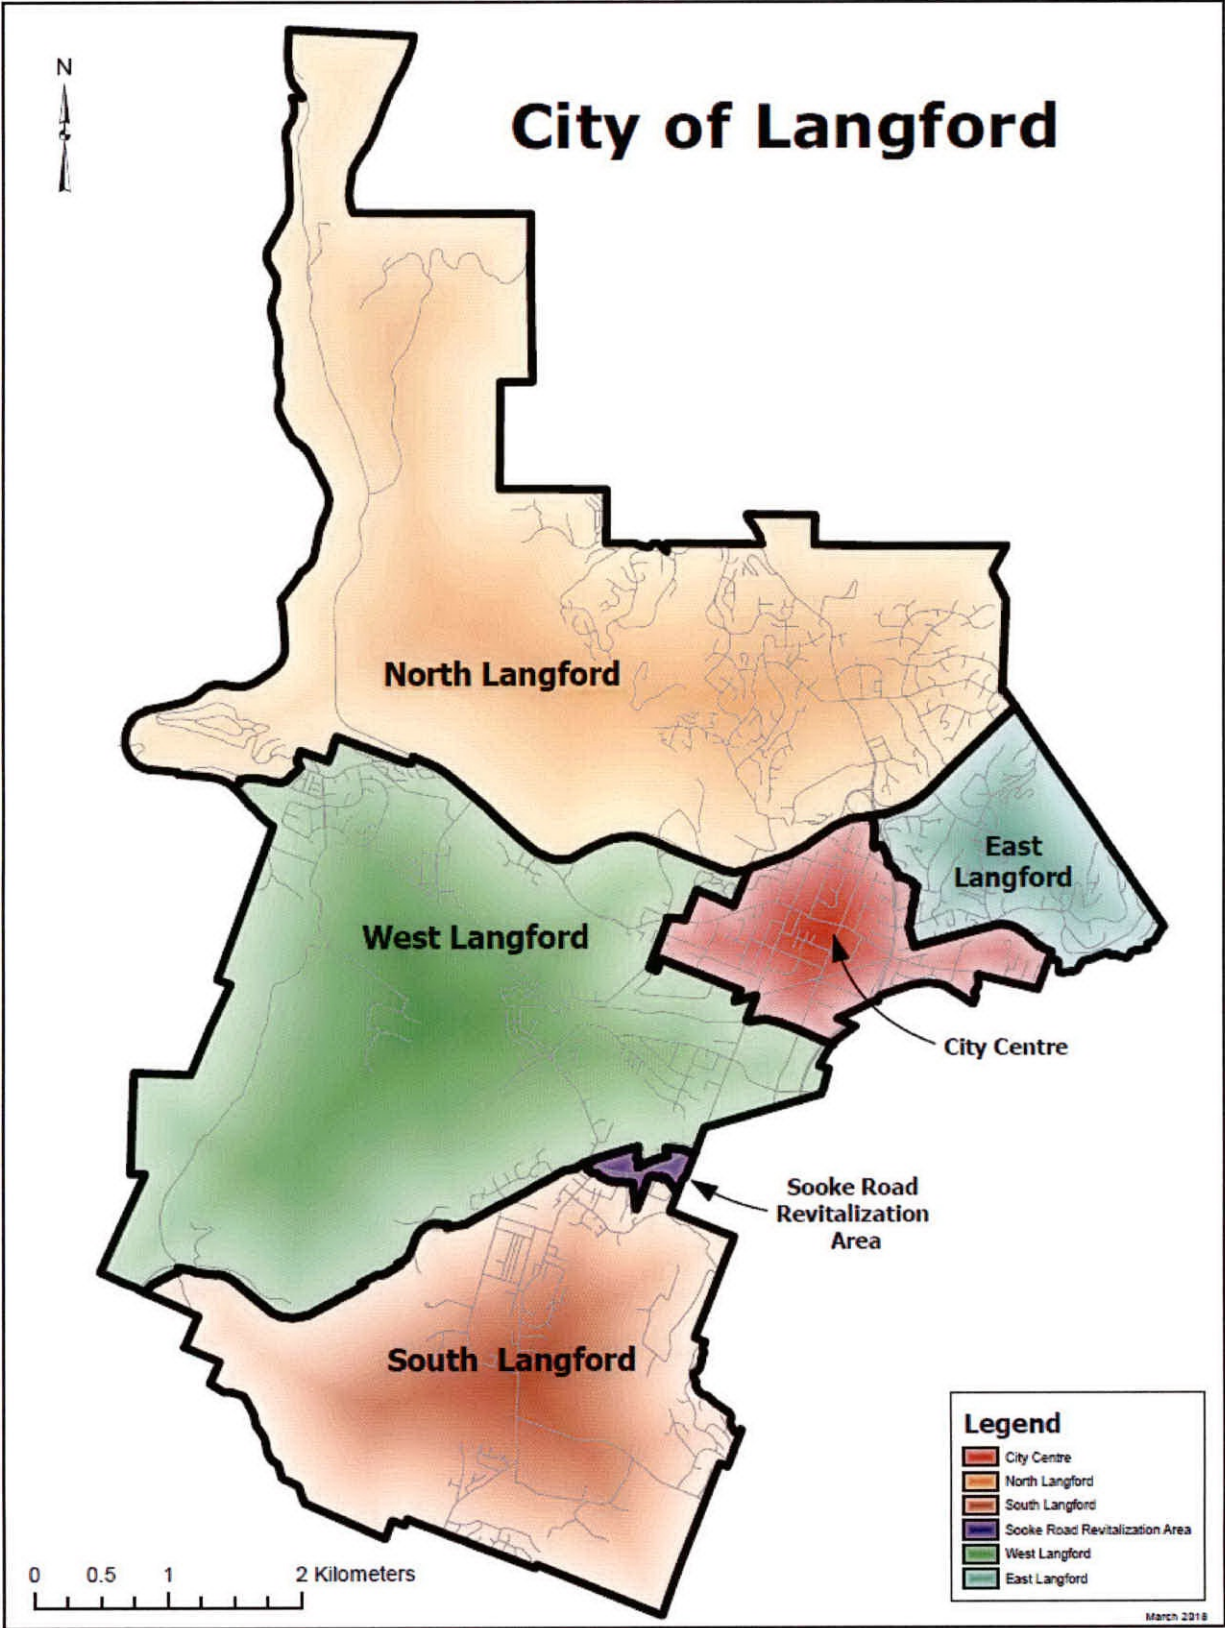 N
City of Langford
North Langford
East
Langford
West Langford
City Centre
Sooke Road
Revitalization
Area
South Langford
Legend
City Centre
North Langford
South Langford
Sooke Road Revitalization Area
West Langford
East Langford
0 0.5 1 2 Kilometers
March 2018